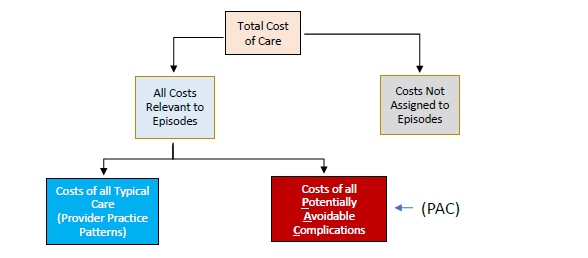 Total Cost
of Care
All Costs
Relevant to
Episodes
Costs Not
Assigned to
Episodes
Costs of all Typical
Care
(Provider Practice
Patterns)
Costs of all
Potentially
Avoidable
Complications
(PAC)